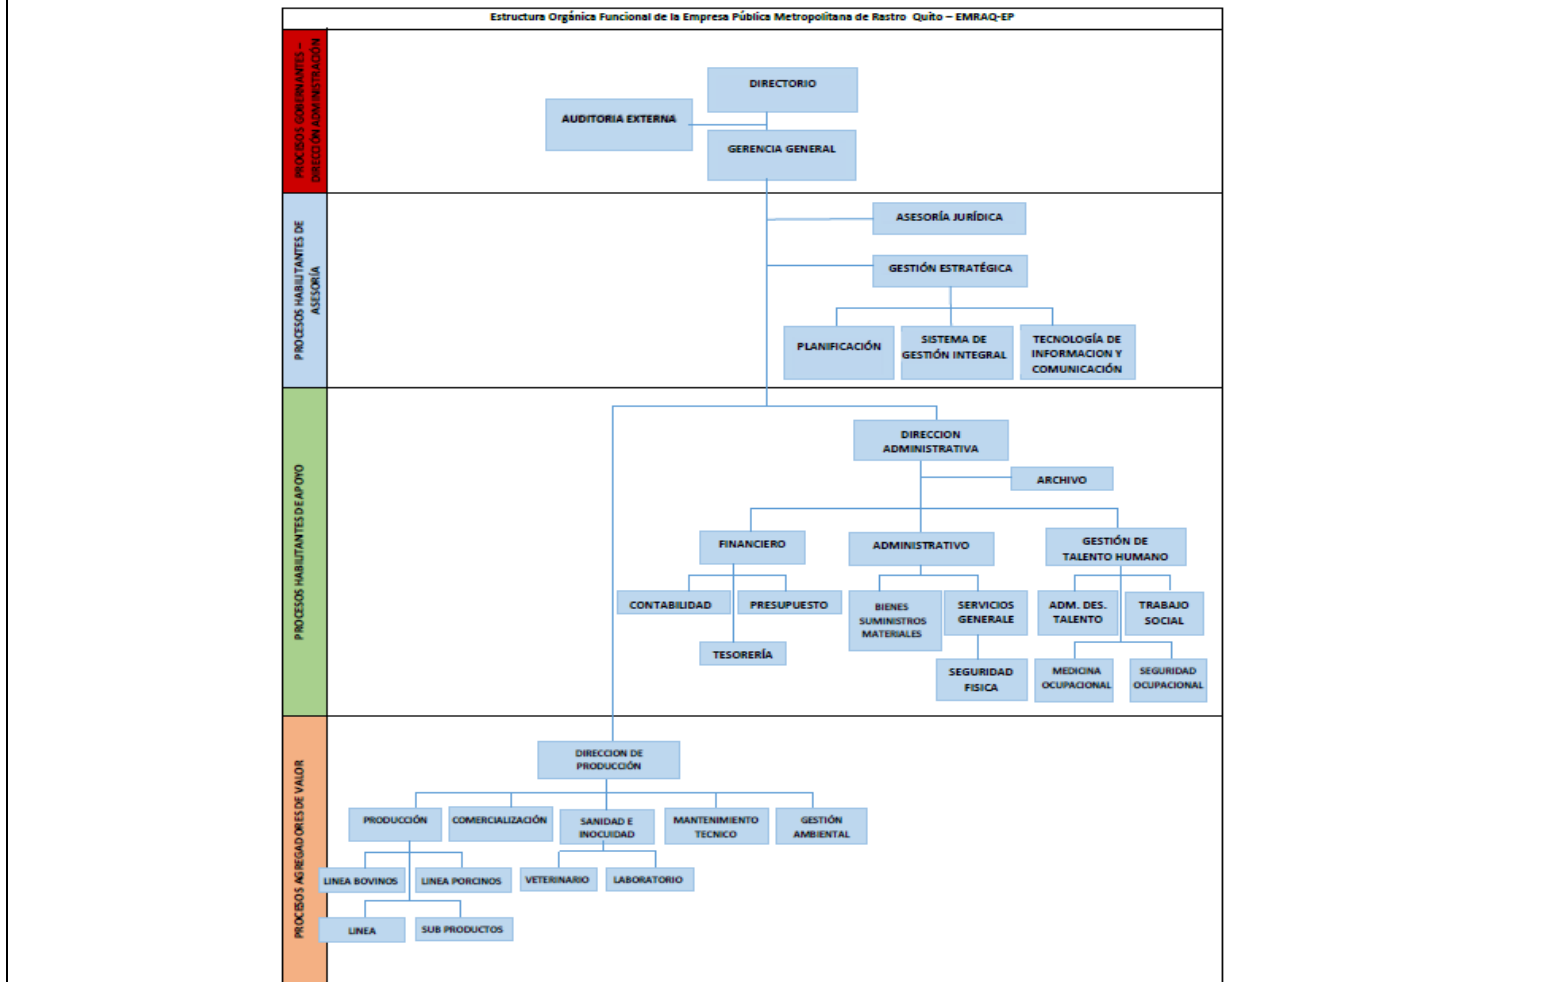 Estructura Orgánica Funcional de la Empresa Pública Metropolitana de Rastro Quito – EMRAQ-EP
PROCESOS GOBERNANTES –
DIRECCIÓN ADMINISTRACIÓN
DIRECTORIO
AUDITORIA EXTERNA
GERENCIA GENERAL
PROCESOS HABILITANTES DE
ASESORÍA
ASESORÍA JURÍDICA
GESTIÓN ESTRATÉGICA
PLANIFICACIÓN
SISTEMA DE
GESTIÓN INTEGRAL
TECNOLOGÍA DE
INFORMACION Y
COMUNICACIÓN
PROCESOS HABILITANTES DE APOYO
DIRECCION
ADMINISTRATIVA
ARCHIVO
FINANCIERO
ADMINISTRATIVO
GESTIÓN DE
TALENTO HUMANO
CONTABILIDAD
PRESUPUESTO
BIENES
SUMINISTROS
MATERIALES
SERVICIOS
GENERALE
ADM. DES.
TALENTO
TRABAJO
SOCIAL
TESORERÍA
SEGURIDAD
FISICA
MEDICINA
OCUPACIONAL
SEGURIDAD
OCUPACIONAL
PROCESOS AGREGADORES DE VALOR
DIRECCION DE
PRODUCCIÓN
PRODUCCIÓN
COMERCIALIZACIÓN
SANIDAD E
INOCUIDAD
MANTENIMIENTO
TECNICO
GESTIÓN
AMBIENTAL
LINEA BOVINOS
LINEA PORCINOS
VETERINARIO
LABORATORIO
LINEA
SUB PRODUCTOS